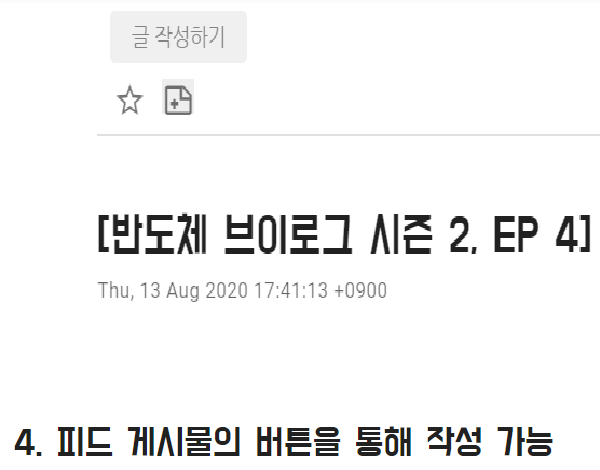 글 작성하기
[반도체 브이로그 시즌 2, EP 4]
Thu, 13 Aug 2020 17:41:13 +0900
4. 피드 게시물의 버튼을 통해 작성 가능